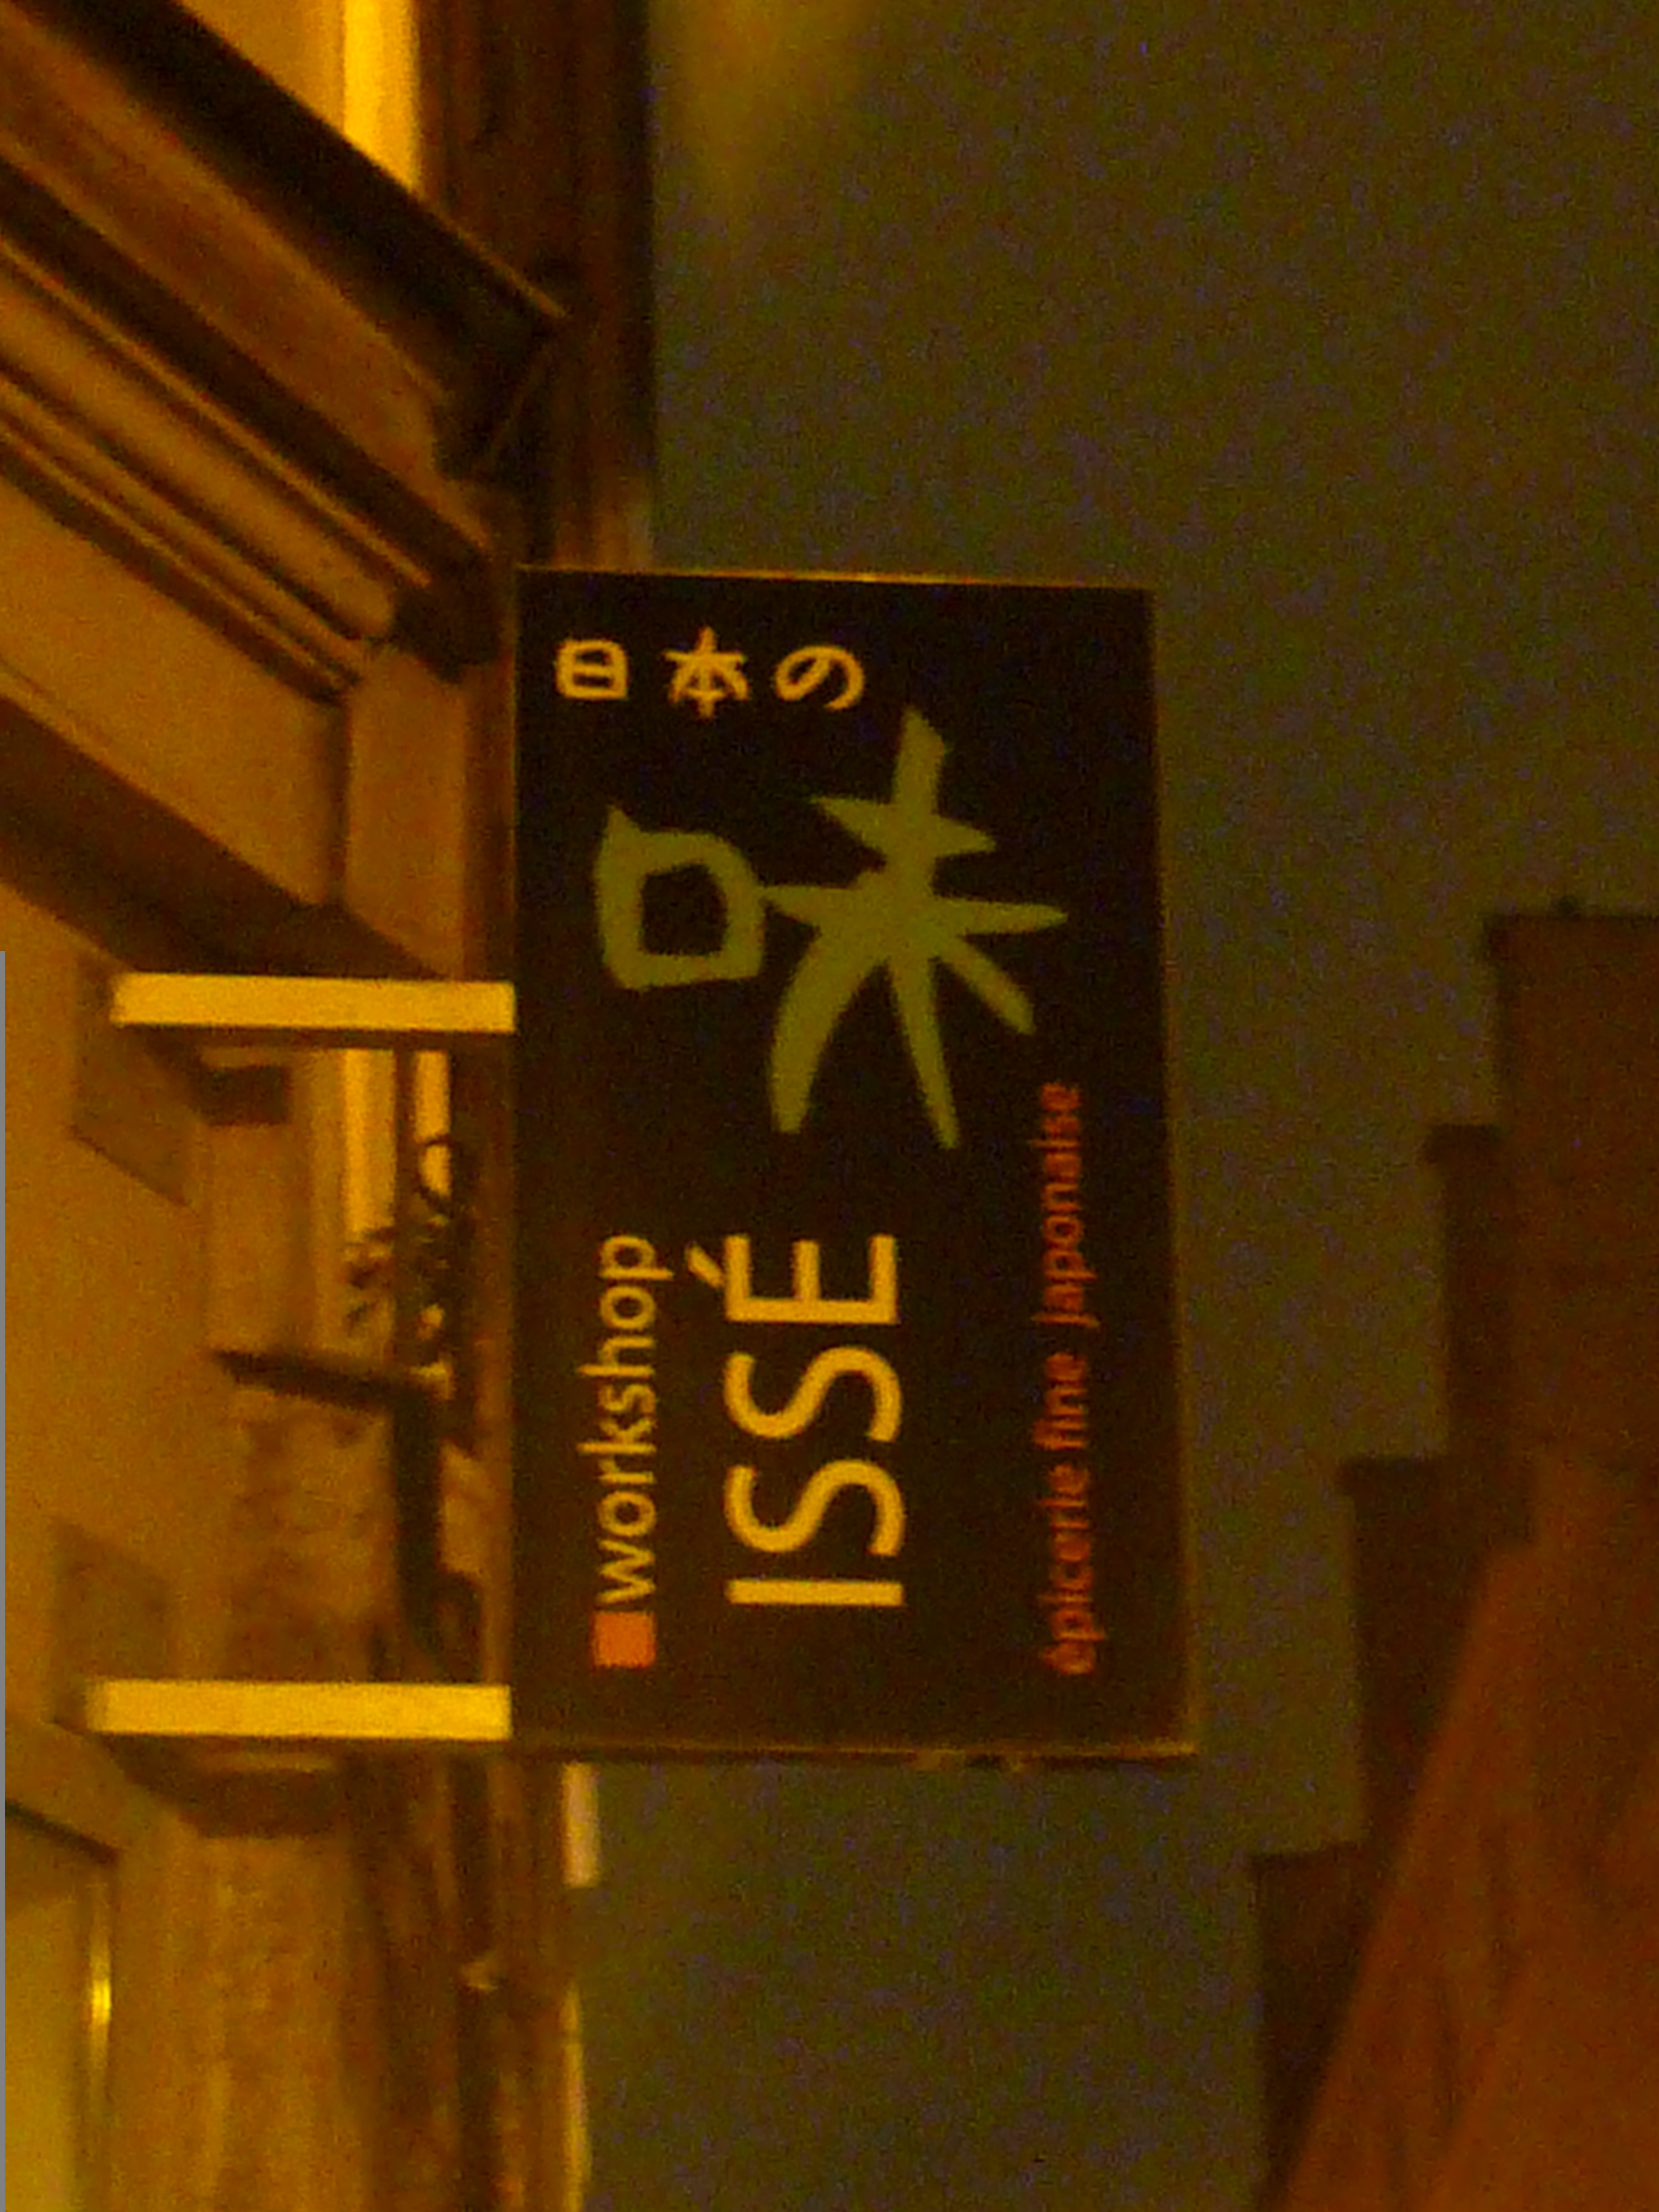 日本の
味
workshop
ISSÉ
épicerie fine japonaise